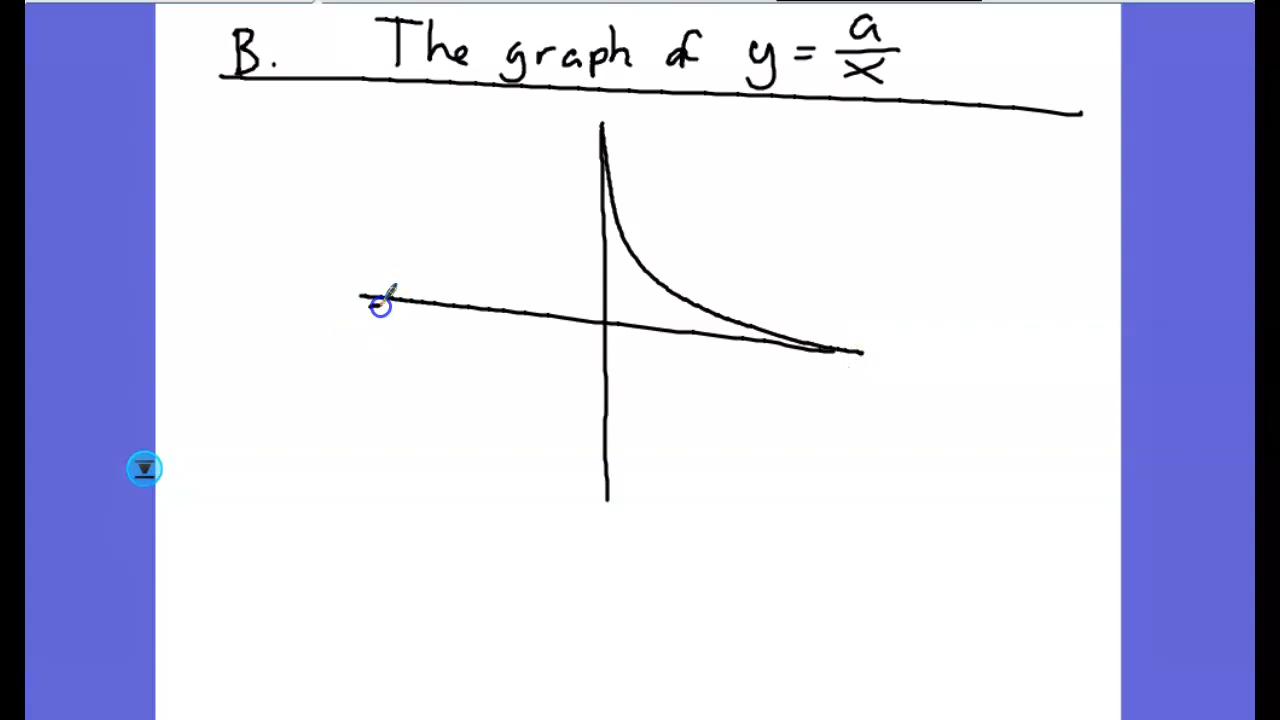 B. The graph of y = a/x